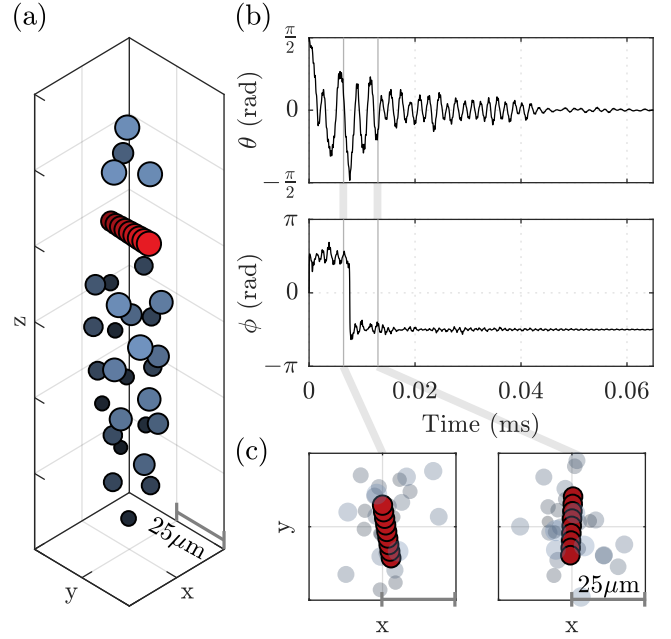 (a)
z
y
x
25μm
(b)
π/2
0
−π/2
θ (rad)
π
0
−π
ϕ (rad)
0
0.02
0.04
0.06
Time (ms)
(c)
y
x
25μm
x